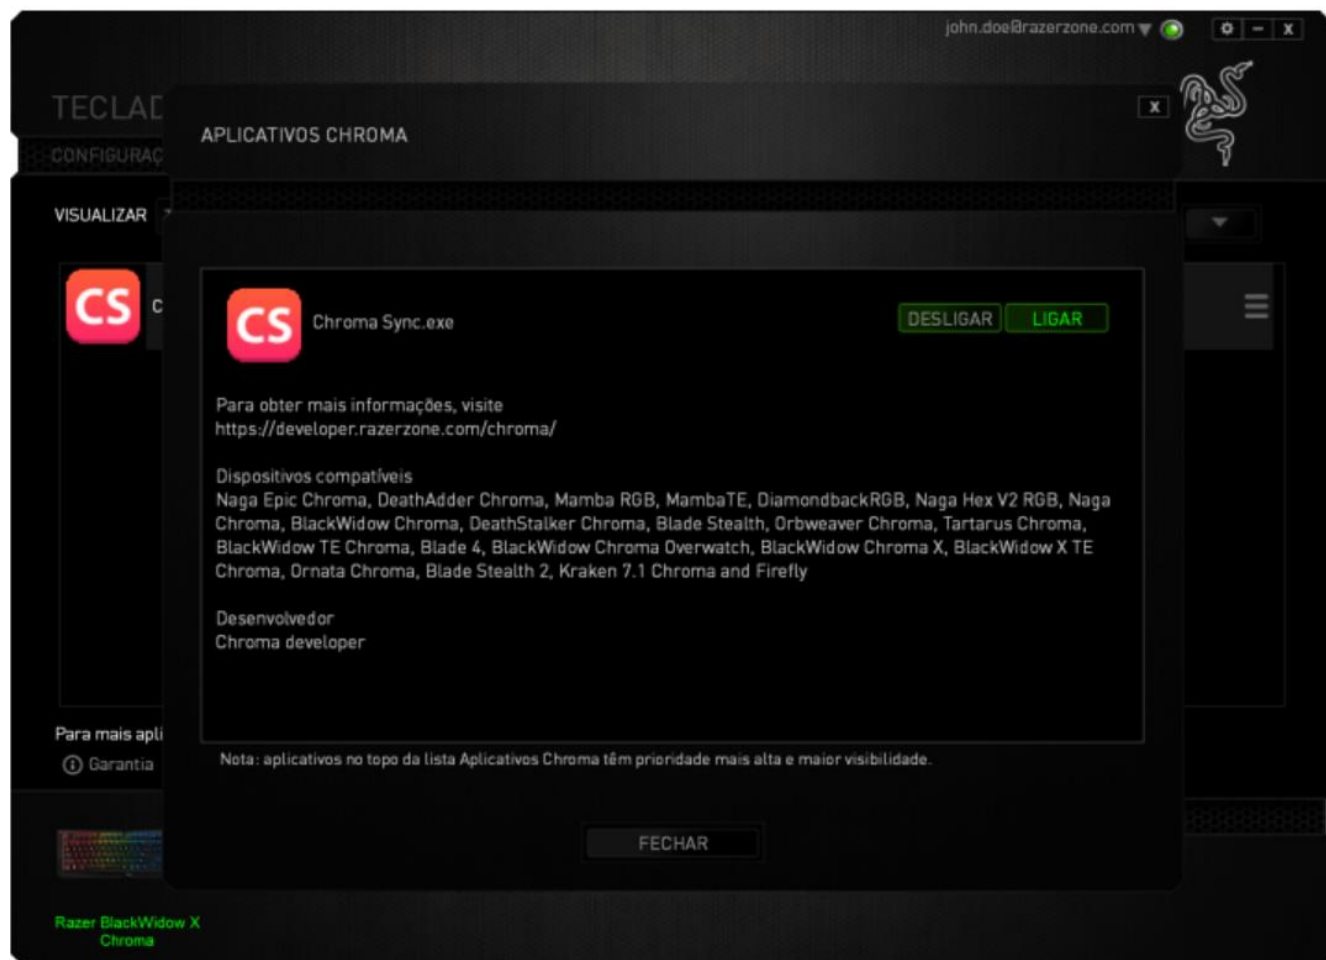 john.doe@razerzone.com
TECLAD
X
APLICATIVOS CHROMA
CONFIGURAÇ
VISUALIZAR
CS
C
CS
Chroma Sync.exe
DESLIGAR LIGAR
Para obter mais informações, visite
https://developer.razerzone.com/chroma/
Dispositivos compatíveis
Naga Epic Chroma, DeathAdder Chroma, Mamba RGB, MambaTE, DiamondbackRGB, Naga Hex V2 RGB, Naga
Chroma, BlackWidow Chroma, DeathStalker Chroma, Blade Stealth, Orbweaver Chroma, Tartarus Chroma,
BlackWidow TE Chroma, Blade 4, BlackWidow Chroma Overwatch, BlackWidow Chroma X, BlackWidow X TE
Chroma, Ornata Chroma, Blade Stealth 2, Kraken 7.1 Chroma and Firefly
Desenvolvedor
Chroma developer
Para mais apli
Garantia
Nota: aplicativos no topo da lista Aplicativos Chroma têm prioridade mais alta e maior visibilidade.
FECHAR
Razer BlackWidow X
Chroma